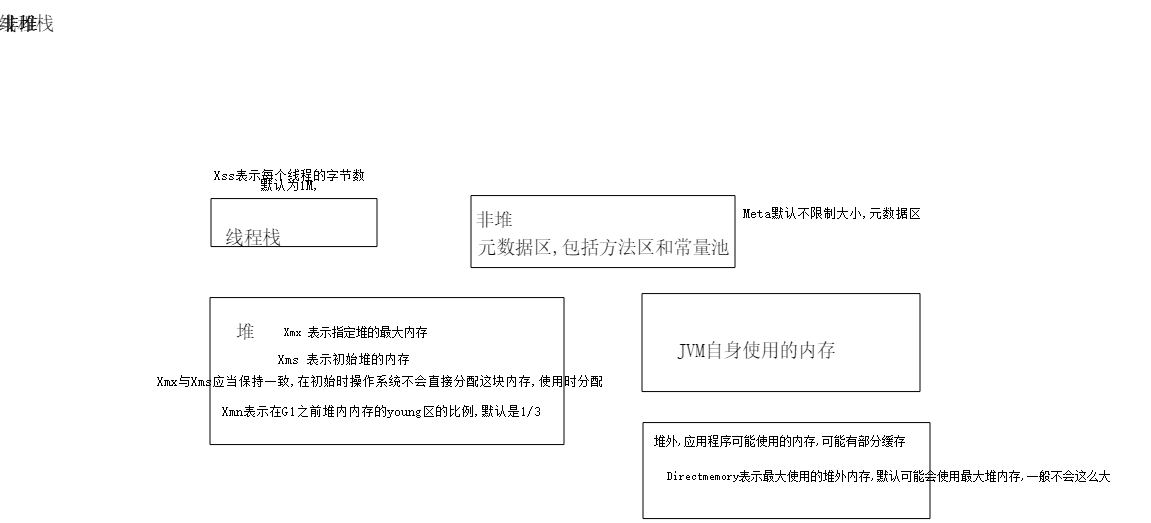 非堆
线程栈
Xss表示每个线程的字节数
默认为1M,
线程栈
非堆
元数据区,包括方法区和常量池
Meta默认不限制大小,元数据区
堆
Xmx 表示指定堆的最大内存
Xms 表示初始堆的内存
Xmx与Xms应当保持一致,在初始时操作系统不会直接分配这块内存,使用时分配
Xmn表示在G1之前堆内内存的young区的比例,默认是1/3
JVM自身使用的内存
堆外,应用程序可能使用的内存,可能有部分缓存
Directmemory表示最大使用的堆外内存,默认可能会使用最大堆内存,一般不会这么大